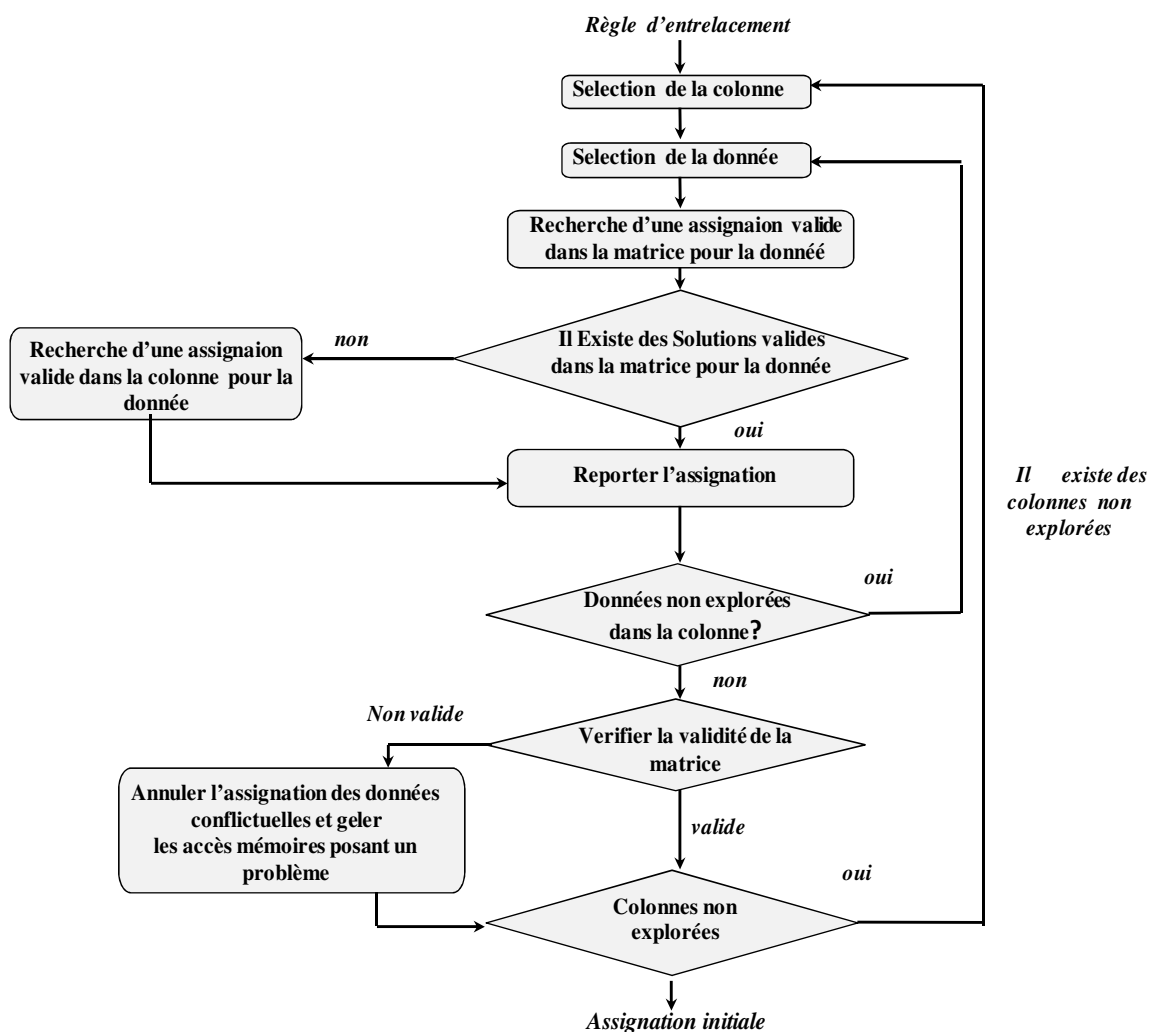 Règle d'entrelacement
Selection de la colonne
Selection de la donnée
Recherche d'une assignaion valide
dans la matrice pour la donnéé
Il Existe des Solutions valides
dans la matrice pour la donnée
non
Recherche d'une assignaion
valide dans la colonne pour la
donnée
oui
Reporter l'assignation
Il existe des
colonnes non
explorées
oui
Données non explorées
dans la colonne?
non
Non valide
Verifier la validité de la
matrice
Annuler l'assignation des données
conflictuelles et geler
les accès mémoires posant un
problème
valide
oui
Colonnes non
explorées
Assignation initiale